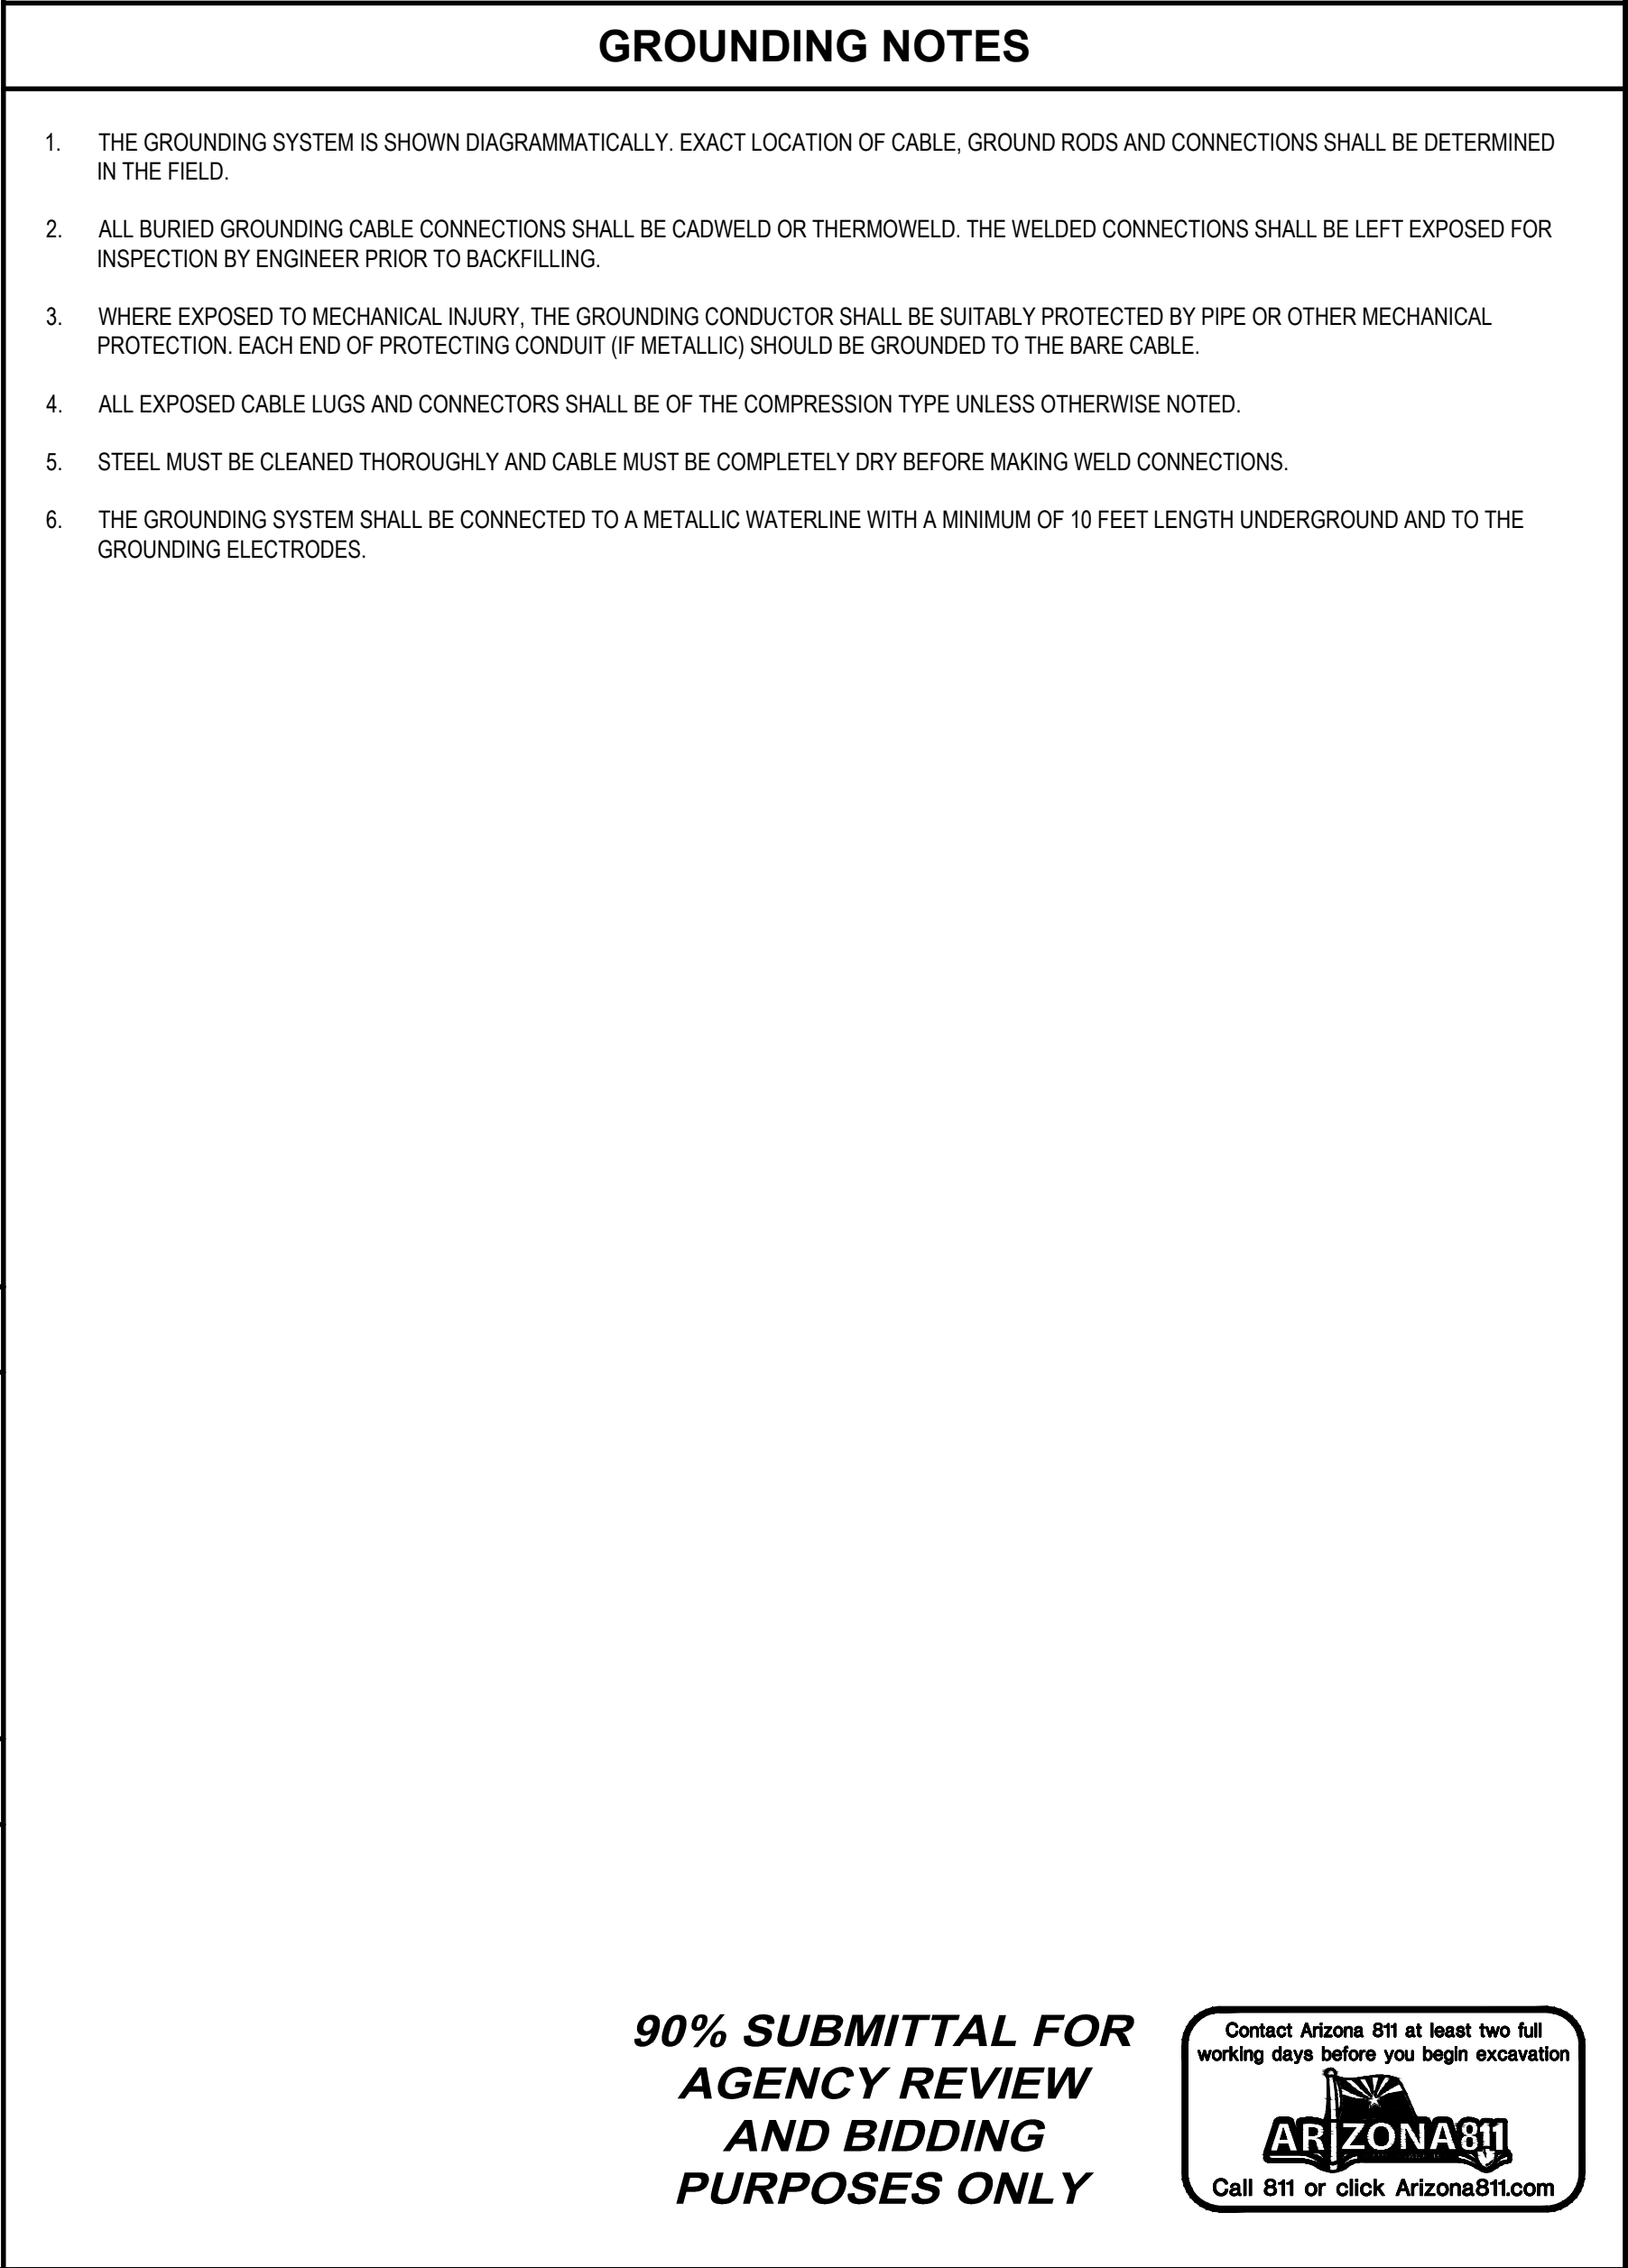 GROUNDING NOTES
1. THE GROUNDING SYSTEM IS SHOWN DIAGRAMMATICALLY. EXACT LOCATION OF CABLE, GROUND RODS AND CONNECTIONS SHALL BE DETERMINED
IN THE FIELD.
2. ALL BURIED GROUNDING CABLE CONNECTIONS SHALL BE CADWELD OR THERMOWELD. THE WELDED CONNECTIONS SHALL BE LEFT EXPOSED FOR
INSPECTION BY ENGINEER PRIOR TO BACKFILLING.
3. WHERE EXPOSED TO MECHANICAL INJURY, THE GROUNDING CONDUCTOR SHALL BE SUITABLY PROTECTED BY PIPE OR OTHER MECHANICAL
PROTECTION. EACH END OF PROTECTING CONDUIT (IF METALLIC) SHOULD BE GROUNDED TO THE BARE CABLE.
4. ALL EXPOSED CABLE LUGS AND CONNECTORS SHALL BE OF THE COMPRESSION TYPE UNLESS OTHERWISE NOTED.
5. STEEL MUST BE CLEANED THOROUGHLY AND CABLE MUST BE COMPLETELY DRY BEFORE MAKING WELD CONNECTIONS.
6. THE GROUNDING SYSTEM SHALL BE CONNECTED TO A METALLIC WATERLINE WITH A MINIMUM OF 10 FEET LENGTH UNDERGROUND AND TO THE
GROUNDING ELECTRODES.
90% SUBMITTAL FOR
AGENCY REVIEW
AND BIDDING
PURPOSES ONLY
Contact Arizona 811 at least two full
working days before you begin excavation
ARIZONA811
Call 811 or click Arizona811.com